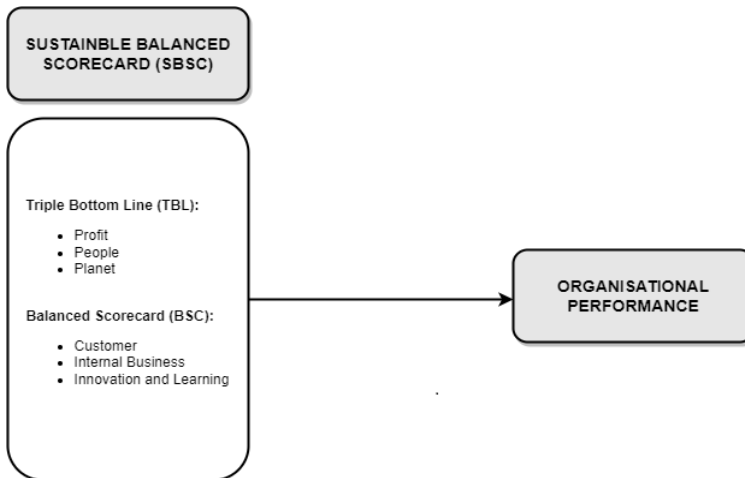 SUSTAINBLE BALANCED
SCORECARD (SBSC)
Triple Bottom Line (TBL):
• Profit
• People
• Planet
Balanced Scorecard (BSC):
• Customer
• Internal Business
• Innovation and Learning
ORGANISATIONAL
PERFORMANCE